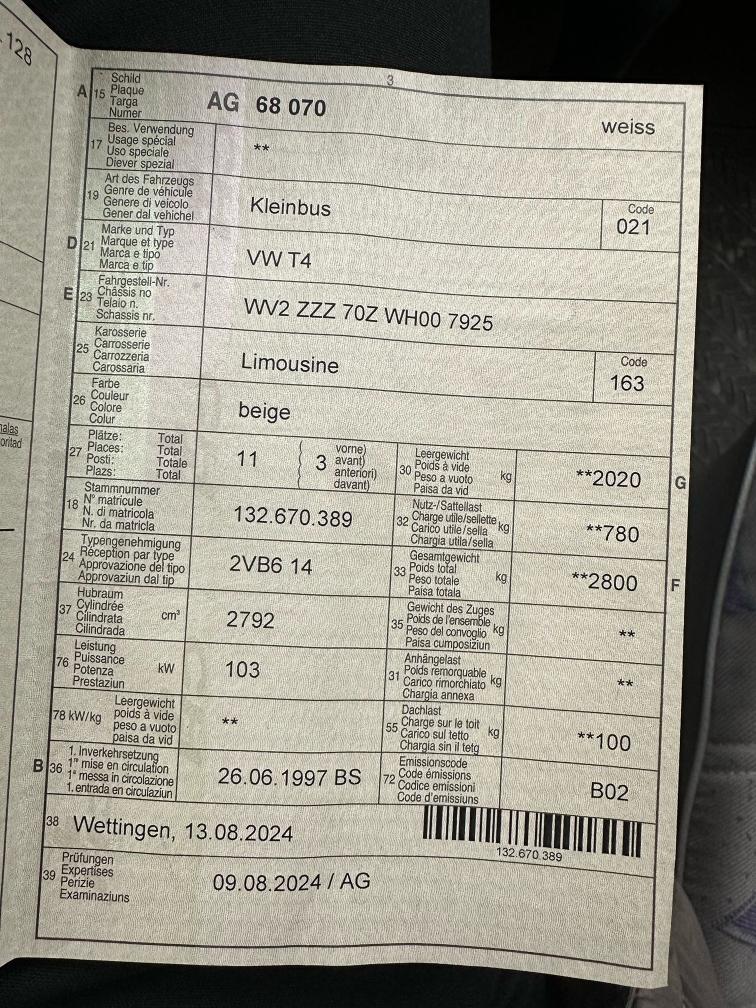 128
3
A 15 Schild
Plaque
Targa
Numer
AG 68 070
weiss
17 Bes. Verwendung
Usage spécial
Uso speciale
Diever spezial
**
19 Art des Fahrzeugs
Genre de véhicule
Genere di veicolo
Gener dal vehichel
Kleinbus
Code
021
D 21 Marke und Typ
Marque et type
Marca e tipo
Marca e tip
VW T4
E 23 Fahrgestell-Nr.
Châssis no
Telaio n.
Schassis nr.
WV2 ZZZ 70Z WH00 7925
25 Karosserie
Carrosserie
Carrozzeria
Carossaria
Limousine
Code
163
26 Farbe
Couleur
Colore
Colur
beige
27 Plätze: Total
Places: Total
Posti: Totale
Plazs: Total
11
3
vorne)
avant)
anteriori)
davant)
30 Leergewicht
Poids à vide
Peso a vuoto
Paisa da vid
kg
**2020
G
18 Stammnummer
N° matricule
N. di matricola
Nr. da matricla
132.670.389
32 Nutz-/Sattellast
Charge utile/sellette
Carico utile/sella
Chargia utila/sella
kg
**780
24 Typengenehmigung
Réception par type
Approvazione del tipo
Approvaziun dal tip
2VB6 14
33 Gesamtgewicht
Poids total
Peso totale
Paisa totala
kg
**2800
F
37 Hubraum
Cylindrée
Cilindrata
Cilindrada
cm³
2792
35 Gewicht des Zuges
Poids de l'ensemble
Peso del convoglio
Paisa cumposiziun
kg
**
76 Leistung
Puissance
Potenza
Prestaziun
kW
103
31 Anhängelast
Poids remorquable
Carico rimorchiato
Chargia annexa
kg
**
78 kW/kg
Leergewicht
poids à vide
peso a vuoto
paisa da vid
**
55 Dachlast
Charge sur le toit
Carico sul tetto
Chargia sin il tetg
kg
**100
B 36 1. Inverkehrsetzung
1re mise en circulation
1a messa in circolazione
1. entrada en circulaziun
26.06.1997 BS
72 Emissionscode
Code émissions
Codice emissioni
Code d'emissiuns
B02
38 Wettingen, 13.08.2024
132.670.389
39 Prüfungen
Expertises
Perizie
Examinaziuns
09.08.2024 / AG